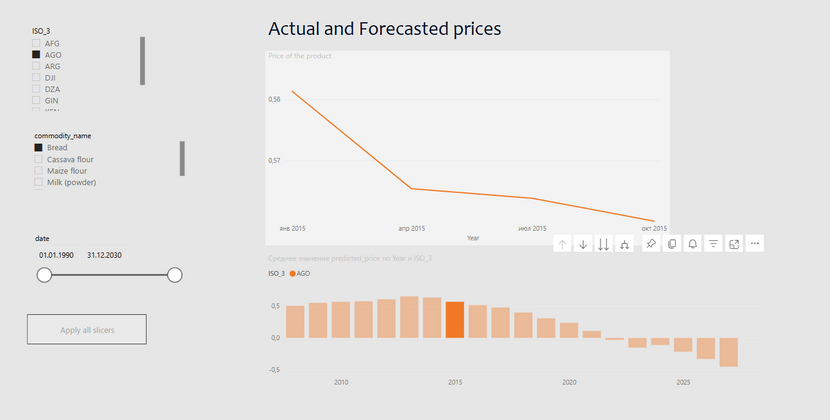 Actual and Forecasted prices
ISO_3
AFG
AGO
ARG
DJI
DZA
GIN
commodity_name
Bread
Cassava flour
Maize flour
Milk (powder)
date
01.01.1990 31.12.2030
Apply all slicers
Price of the product
0,58
0,57
янв 2015 апр 2015 июл 2015 окт 2015
Year
Среднее значение predicted_price по Year и ISO_3
ISO_3 AGO
0,5
0,0
-0,5
2010 2015 2020 2025